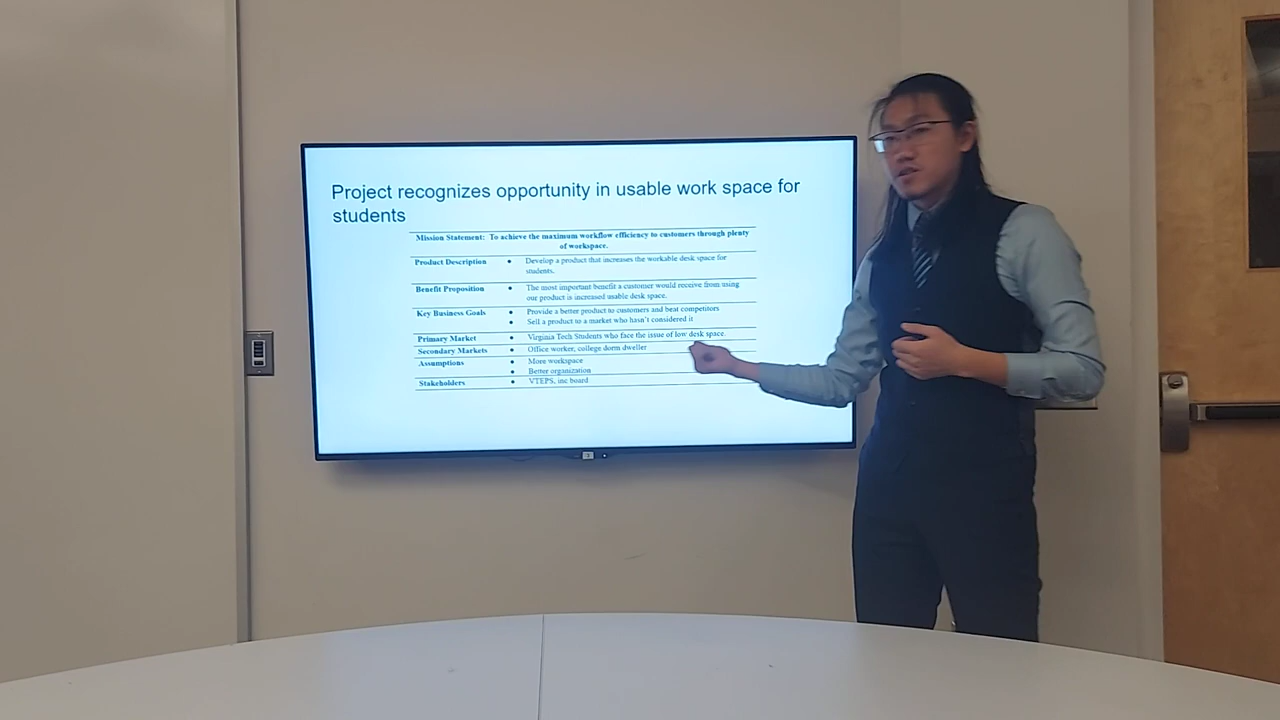 Project recognizes opportunity in usable work space for
students
Mission Statement: To achieve the maximum workflow efficiency to customers through plenty
of workspace.
Product Description • Develop a product that increases the workable desk space for
students.
Benefit Proposition • The most important benefit a customer would receive from using
our product is increased usable desk space.
Key Business Goals • Provide a better product to customers and beat competitors
• Sell a product to a market who hasn't considered it
Primary Market • Virginia Tech Students who face the issue of low desk space.
Secondary Markets • Office worker, college dorm dweller
Assumptions • More workspace
• Better organization
Stakeholders • VTEPS, inc board